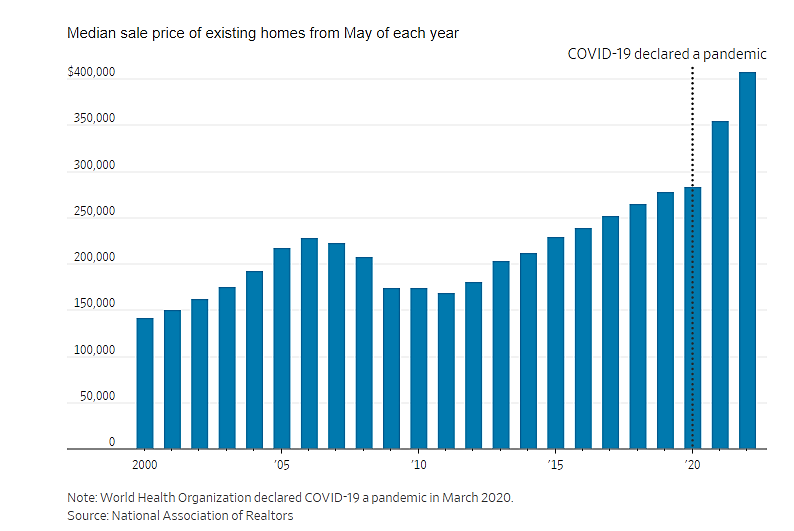 Median sale price of existing homes from May of each year
COVID-19 declared a pandemic
$400,000
350,000
300,000
250,000
200,000
150,000
100,000
50,000
0
2000 ’05 ’10 ’15 ’20
Note: World Health Organization declared COVID-19 a pandemic in March 2020.
Source: National Association of Realtors